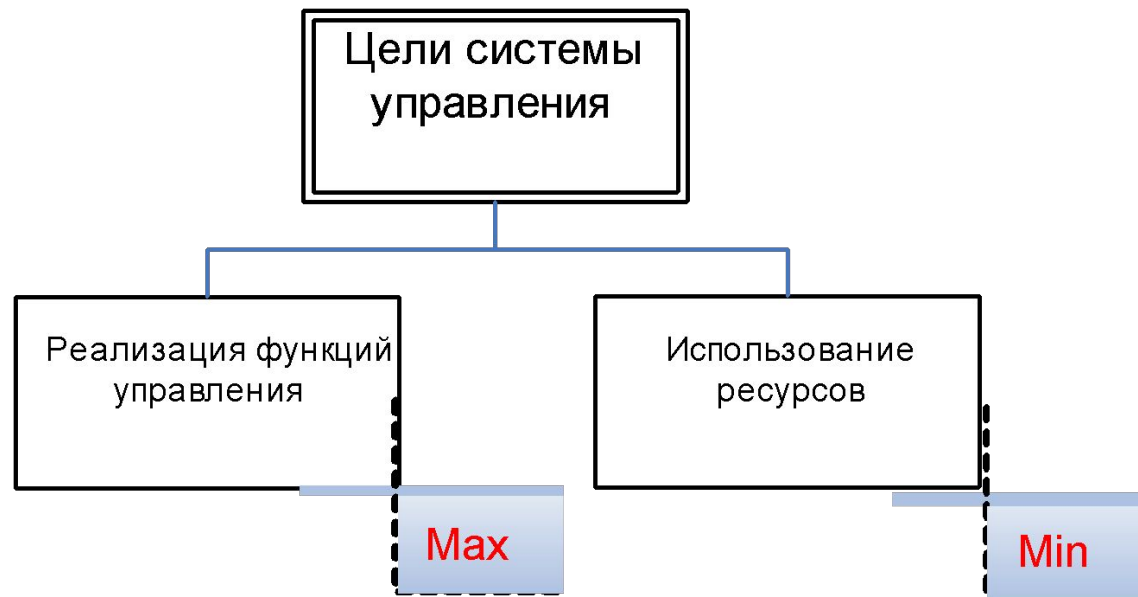 Цели системы
управления
Реализация функций
управления
Использование
ресурсов
Max
Min